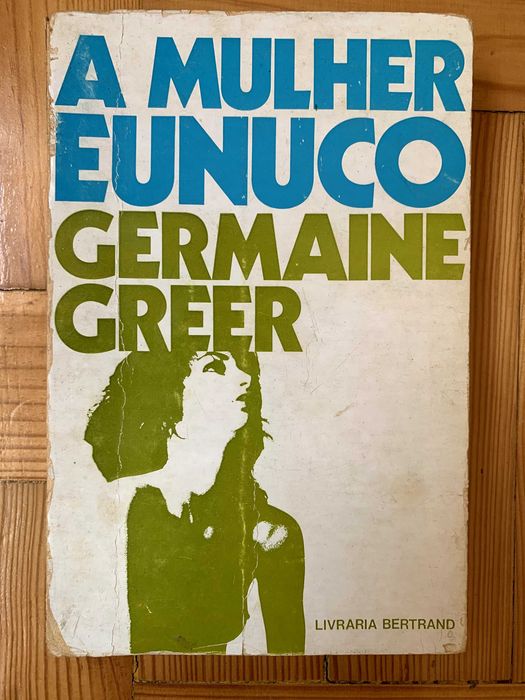 A MULHER
EUNUCO
GERMAINE
GREER
LIVRARIA BERTRAND